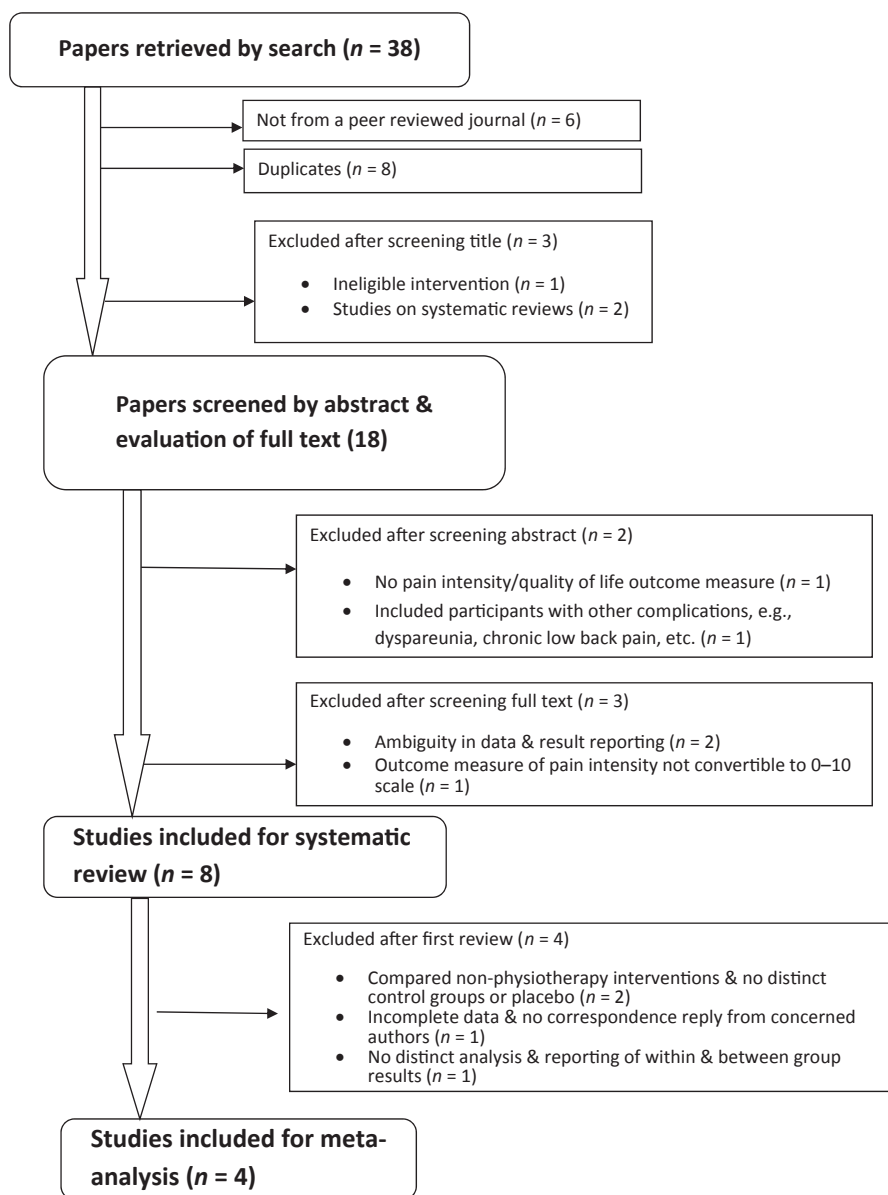 Papers retrieved by search (n = 38)
Not from a peer reviewed journal (n = 6)
Duplicates (n = 8)
Excluded after screening title (n = 3)
• Ineligible intervention (n = 1)
• Studies on systematic reviews (n = 2)
Papers screened by abstract &
evaluation of full text (18)
Excluded after screening abstract (n = 2)
• No pain intensity/quality of life outcome measure (n = 1)
• Included participants with other complications, e.g.,
dyspareunia, chronic low back pain, etc. (n = 1)
Excluded after screening full text (n = 3)
• Ambiguity in data & result reporting (n = 2)
• Outcome measure of pain intensity not convertible to 0–10
scale (n = 1)
Studies included for systematic
review (n = 8)
Excluded after first review (n = 4)
• Compared non-physiotherapy interventions & no distinct
control groups or placebo (n = 2)
• Incomplete data & no correspondence reply from concerned
authors (n = 1)
• No distinct analysis & reporting of within & between group
results (n = 1)
Studies included for meta-
analysis (n = 4)